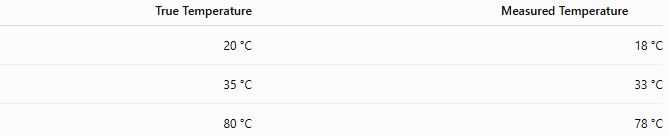 True Temperature Measured Temperature
20 °C 18 °C
35 °C 33 °C
80 °C 78 °C